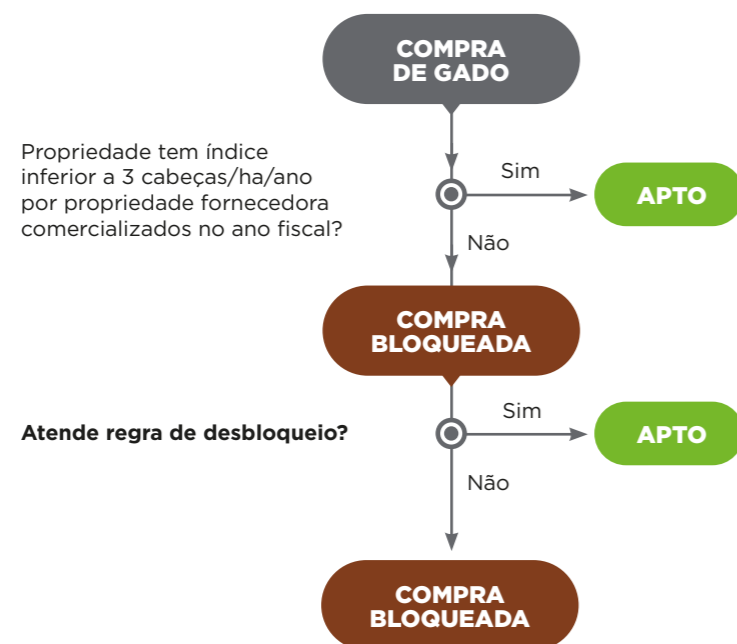 COMPRA
DE GADO
Propriedade tem índice
inferior a 3 cabeças/ha/ano
por propriedade fornecedora
comercializados no ano fiscal?
Sim
APTO
Não
COMPRA
BLOQUEADA
Atende regra de desbloqueio?
Sim
APTO
Não
COMPRA
BLOQUEADA